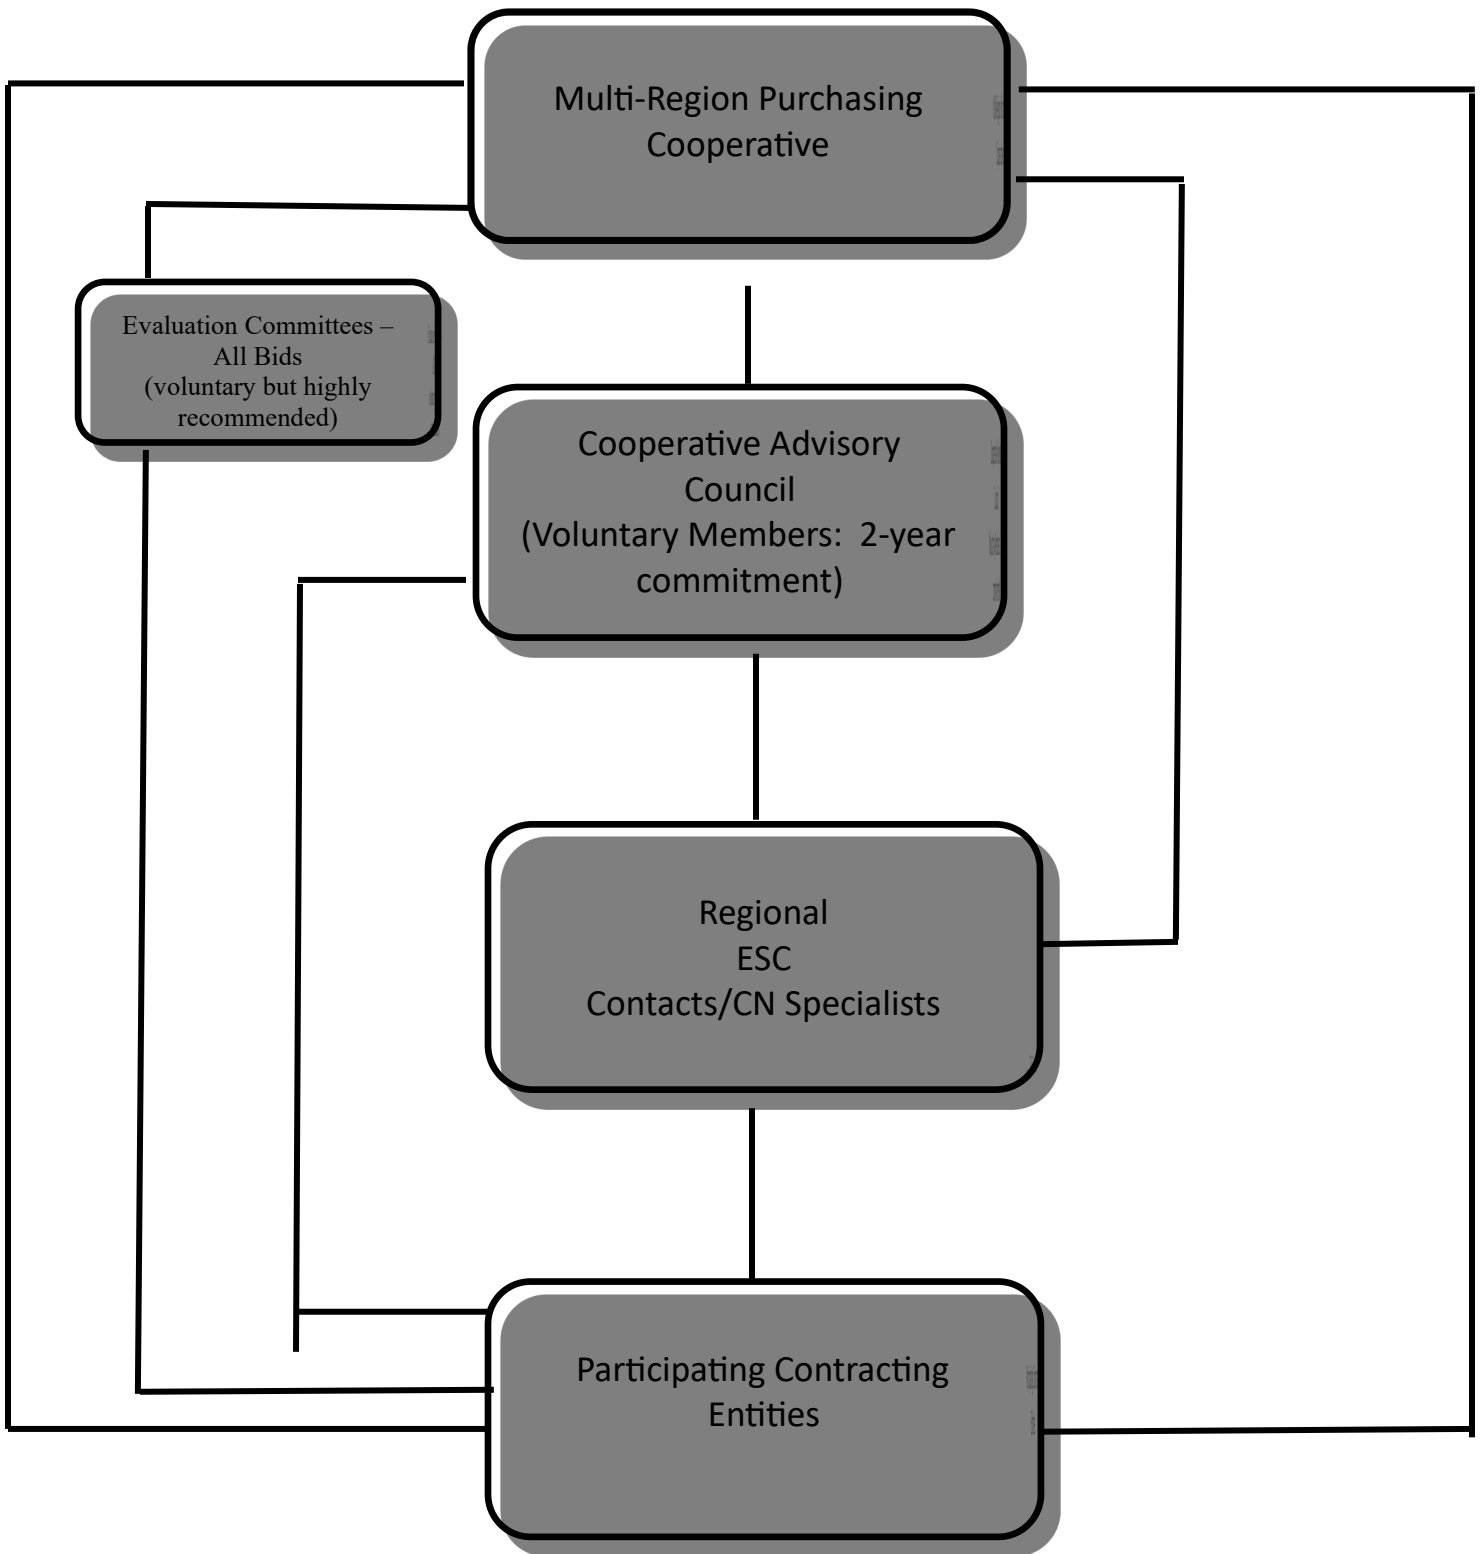 Multi-Region Purchasing
Cooperative
Evaluation Committees –
All Bids
(voluntary but highly
recommended)
Cooperative Advisory
Council
(Voluntary Members:  2-year
commitment)
Regional
ESC
Contacts/CN Specialists
Participating Contracting
Entities